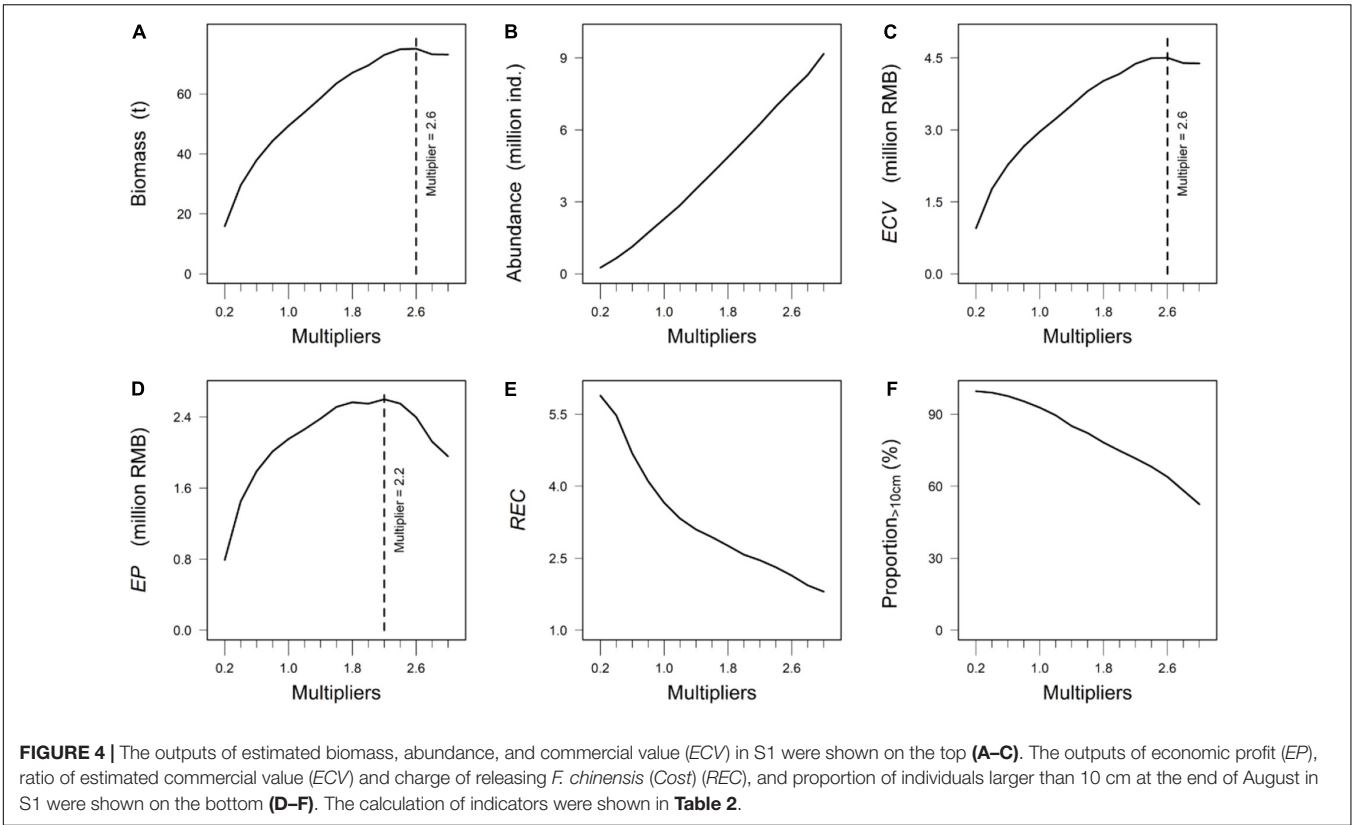 A
Biomass (t)
60
40
20
0
Multiplier = 2.6
0.2 1.0 1.8 2.6
Multipliers
B
Abundance (million ind.)
9
6
3
0
0.2 1.0 1.8 2.6
Multipliers
C
ECV (million RMB)
4.5
3.0
1.5
0.0
Multiplier = 2.6
0.2 1.0 1.8 2.6
Multipliers
D
EP (million RMB)
2.4
1.6
0.8
0.0
Multiplier = 2.2
0.2 1.0 1.8 2.6
Multipliers
E
REC
5.5
4.0
2.5
1.0
0.2 1.0 1.8 2.6
Multipliers
F
Proportion>10cm (%)
90
60
30
0
0.2 1.0 1.8 2.6
Multipliers
FIGURE 4 | The outputs of estimated biomass, abundance, and commercial value (ECV) in S1 were shown on the top (A–C). The outputs of economic profit (EP),
ratio of estimated commercial value (ECV) and charge of releasing F. chinensis (Cost) (REC), and proportion of individuals larger than 10 cm at the end of August in
S1 were shown on the bottom (D–F). The calculation of indicators were shown in Table 2.